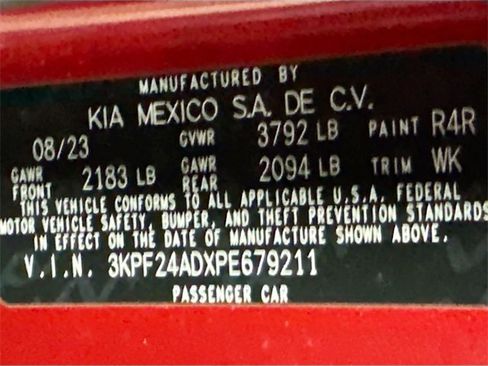 MANUFACTURED BY
KIA MEXICO S.A. DE C.V.
08/23 GVWR 3792 LB PAINT R4R
GAWR FRONT 2183 LB GAWR REAR 2094 LB TRIM WK
THIS VEHICLE CONFORMS TO ALL APPLICABLE U.S.A. FEDERAL
MOTOR VEHICLE SAFETY, BUMPER, AND THEFT PREVENTION STANDARDS
IN EFFECT ON THE DATE OF MANUFACTURE SHOWN ABOVE.
V.I.N. 3KPF24ADXPE679211
PASSENGER CAR